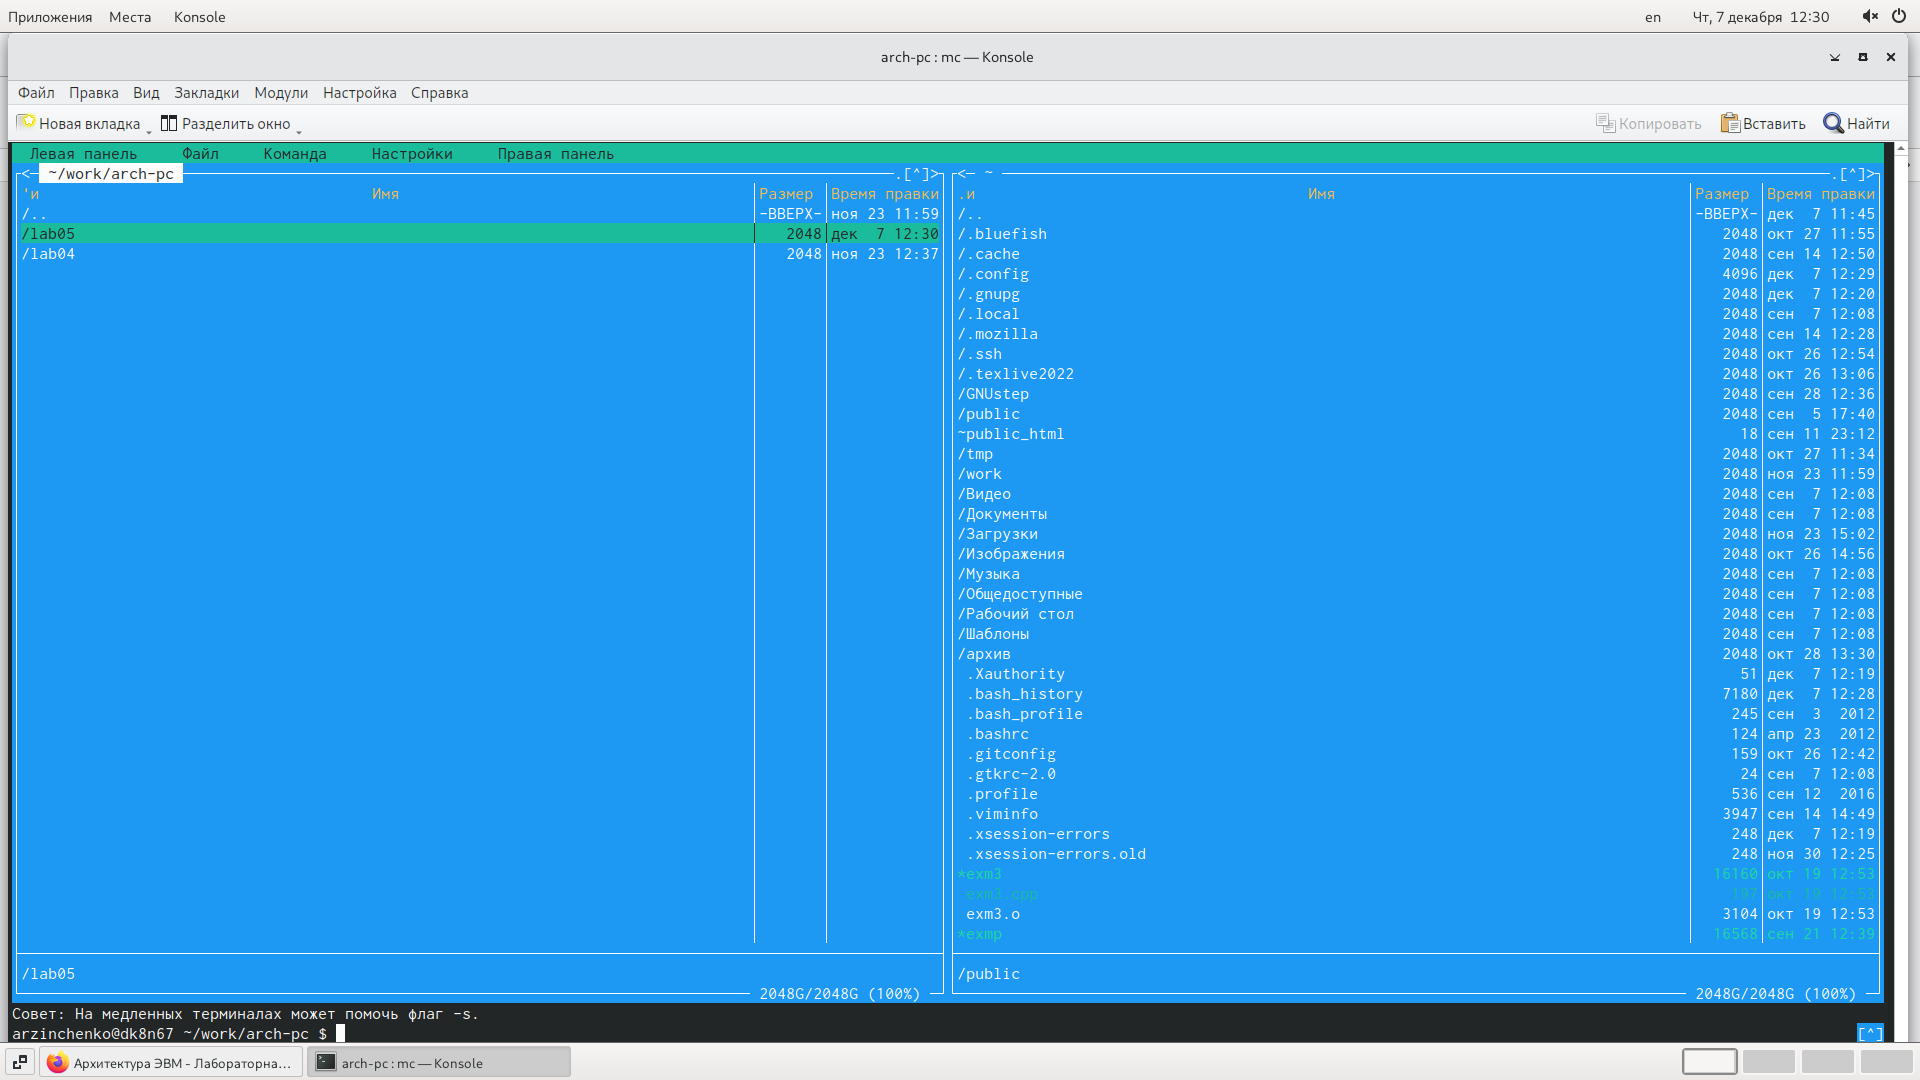 Приложения Места Konsole en Чт, 7 декабря 12:30
arch-pc : mc — Konsole
Файл Правка Вид Закладки Модули Настройка Справка
Новая вкладка Разделить окно Копировать Вставить Найти
Левая панель Файл Команда Настройки Правая панель
<─ ~/work/arch-pc .[^]>
'и Имя Размер Время правки
/.. -ВВЕРХ- ноя 23 11:59
/lab05 2048 дек 7 12:30
/lab04 2048 ноя 23 12:37
/lab05
2048G/2048G (100%)
<─ ~ .[^]>
.и Имя Размер Время правки
/.. -ВВЕРХ- дек 7 11:45
/.bluefish 2048 окт 27 11:55
/.cache 2048 сен 14 12:50
/.config 4096 дек 7 12:29
/.gnupg 2048 дек 7 12:20
/.local 2048 сен 7 12:08
/.mozilla 2048 сен 14 12:28
/.ssh 2048 окт 26 12:54
/.texlive2022 2048 окт 26 13:06
/GNUstep 2048 сен 28 12:36
/public 2048 сен 5 17:40
~public_html 18 сен 11 23:12
/tmp 2048 окт 27 11:34
/work 2048 ноя 23 11:59
/Видео 2048 сен 7 12:08
/Документы 2048 сен 7 12:08
/Загрузки 2048 ноя 23 15:02
/Изображения 2048 окт 26 14:56
/Музыка 2048 сен 7 12:08
/Общедоступные 2048 сен 7 12:08
/Рабочий стол 2048 сен 7 12:08
/Шаблоны 2048 сен 7 12:08
/архив 2048 окт 28 13:30
.Xauthority 51 дек 7 12:19
.bash_history 7180 дек 7 12:28
.bash_profile 245 сен 3 2012
.bashrc 124 апр 23 2012
.gitconfig 159 окт 26 12:42
.gtkrc-2.0 24 сен 7 12:08
.profile 536 сен 12 2016
.viminfo 3947 сен 14 14:49
.xsession-errors 248 дек 7 12:19
.xsession-errors.old 248 ноя 30 12:25
*exm3 16160 окт 19 12:53
exm3.cpp окт 19 12:53
exm3.o 3104 окт 19 12:53
*exmp 16568 сен 21 12:39
/public
2048G/2048G (100%)
Совет: На медленных терминалах может помочь флаг -s.
arzinchenko@dk8n67 ~/work/arch-pc $ [^]
Архитектура ЭВМ - Лабораторна... arch-pc : mc — Konsole